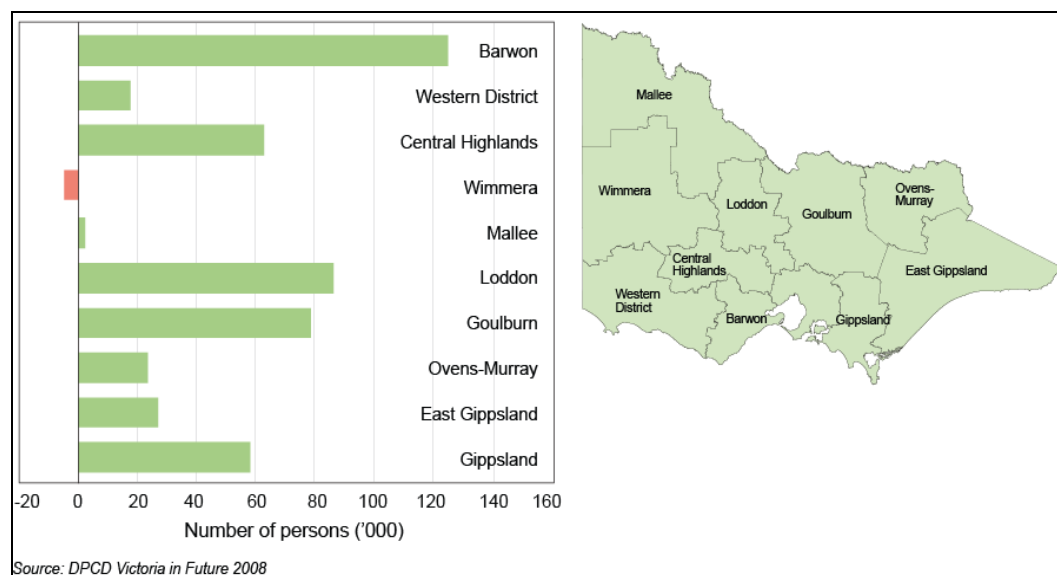 Barwon
Western District
Central Highlands
Wimmera
Mallee
Loddon
Goulburn
Ovens-Murray
East Gippsland
Gippsland
-20 0 20 40 60 80 100 120 140 160
Number of persons ('000)
Source: DPCD Victoria in Future 2008
Mallee
Wimmera
Loddon
Goulburn
Ovens-
Murray
Central
Highlands
East Gippsland
Western
District
Barwon
Gippsland